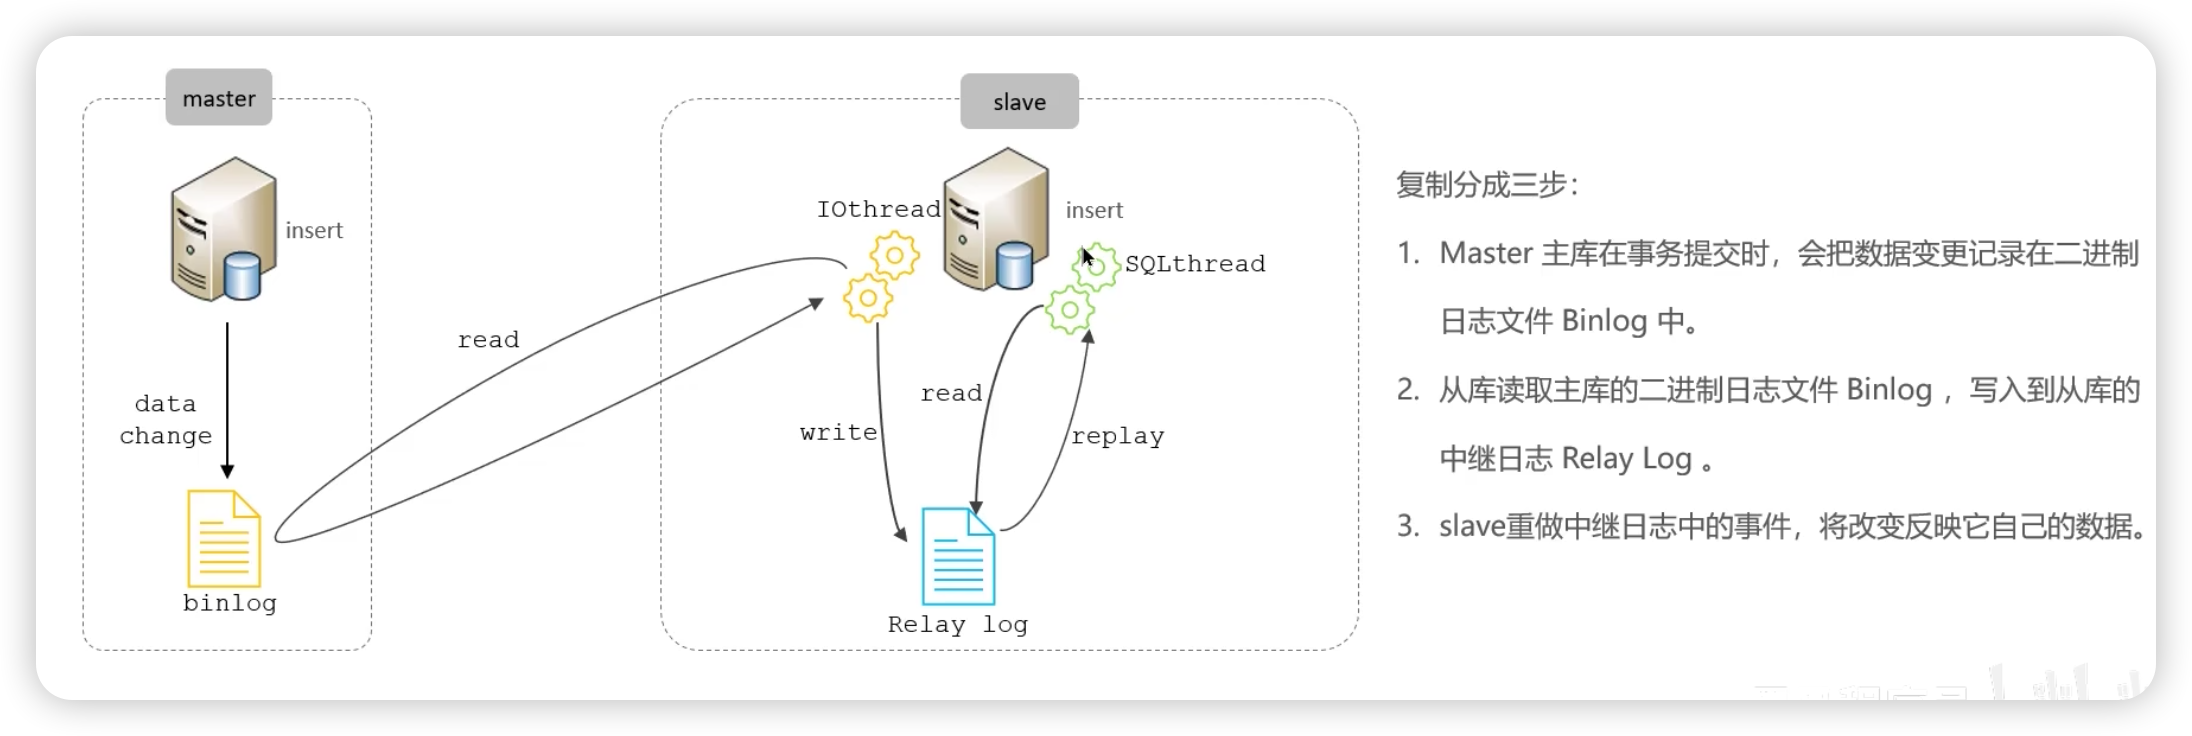 master
slave
IOthread
insert
insert
SQLthread
read
data
change
read
write
replay
binlog
Relay log
复制分成三步：
1. Master 主库在事务提交时，会把数据变更记录在二进制
日志文件 Binlog 中。
2. 从库读取主库的二进制日志文件 Binlog ，写入到从库的
中继日志 Relay Log 。
3. slave重做中继日志中的事件，将改变反映它自己的数据。